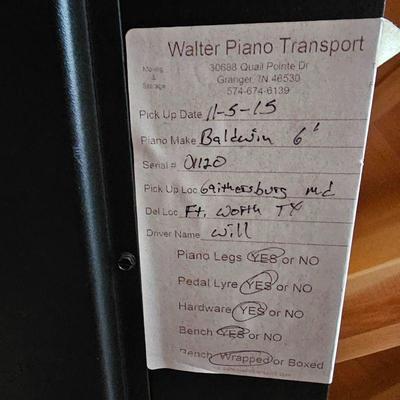 Walter Piano Transport
Moving & Storage
30688 Quail Pointe Dr
Granger, IN 46530
574-674-6139
Pick Up Date 11-5-15
Piano Make Baldwin 6'
Serial # 01120
Pick Up Loc Gaithersburg md
Del Loc Ft. Worth TX
Driver Name Will
Piano Legs YES or NO
Pedal Lyre YES or NO
Hardware YES or NO
Bench YES or NO
Bench Wrapped or Boxed